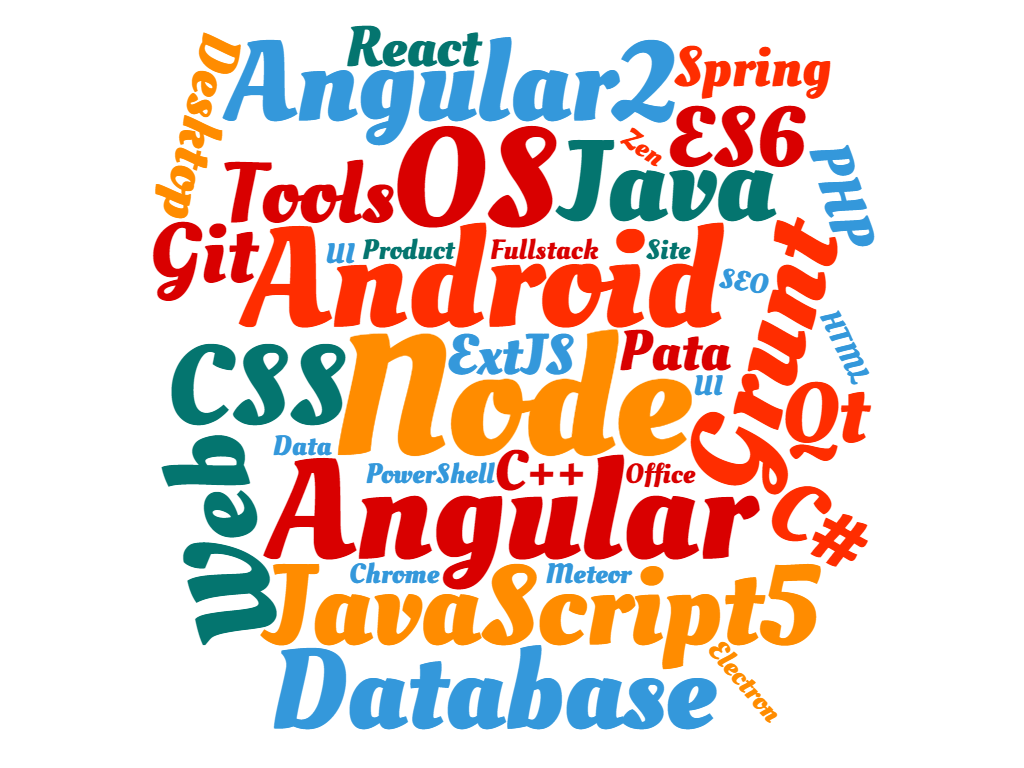 React
Desktop
Angular2
Spring
Zen
ES6
OS
Java
Tools
PHP
Git
Android
UI
Product
Fullstack
Site
SEO
Grunt
HTML
CSS
Node
ExtJS
Pata
UI
Qt
Data
Web
PowerShell
C++
Office
Angular
C#
Chrome
Meteor
JavaScript5
Electron
Database